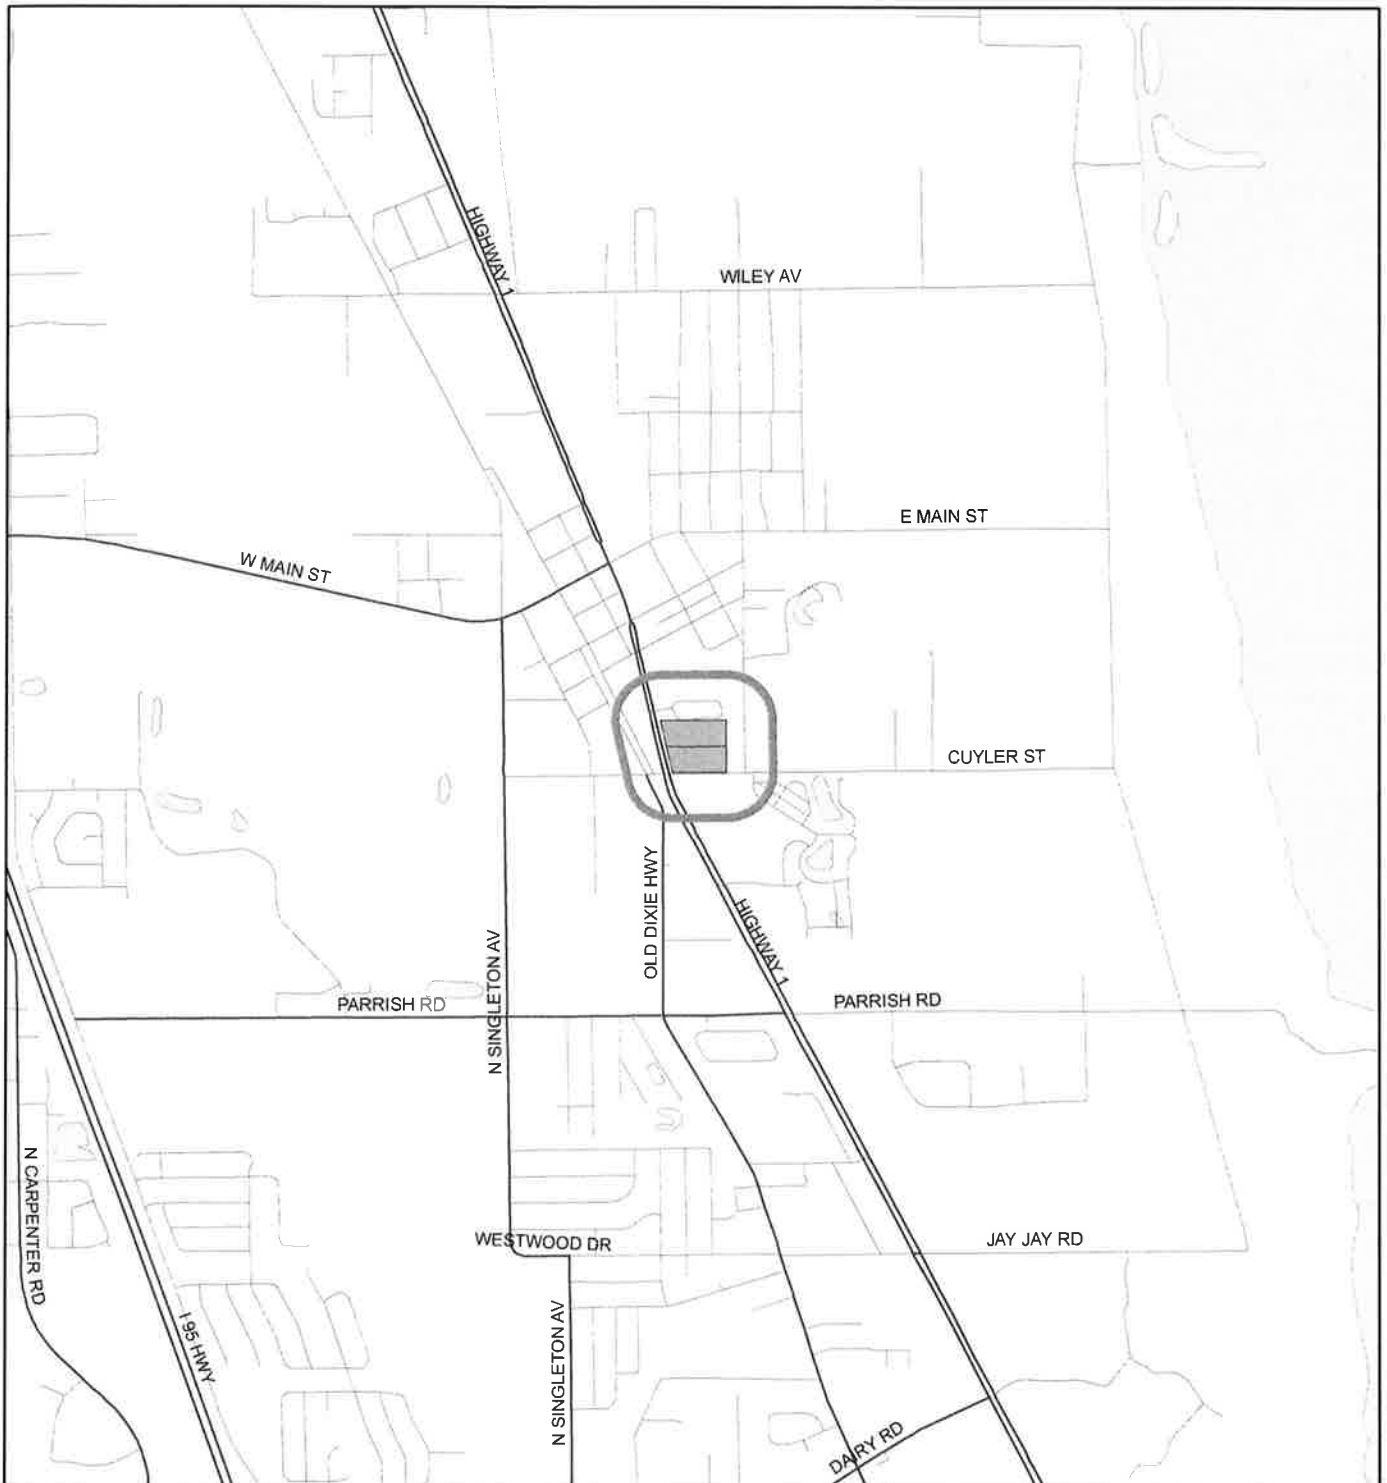 HIGHWAY 1
WILEY AV
E MAIN ST
W MAIN ST
CUYLER ST
OLD DIXIE HWY
HIGHWAY 1
N SINGLETON AV
PARRISH RD
PARRISH RD
N CARPENTER RD
WESTWOOD DR
JAY JAY RD
I 95 HWY
N SINGLETON AV
DAIRY RD